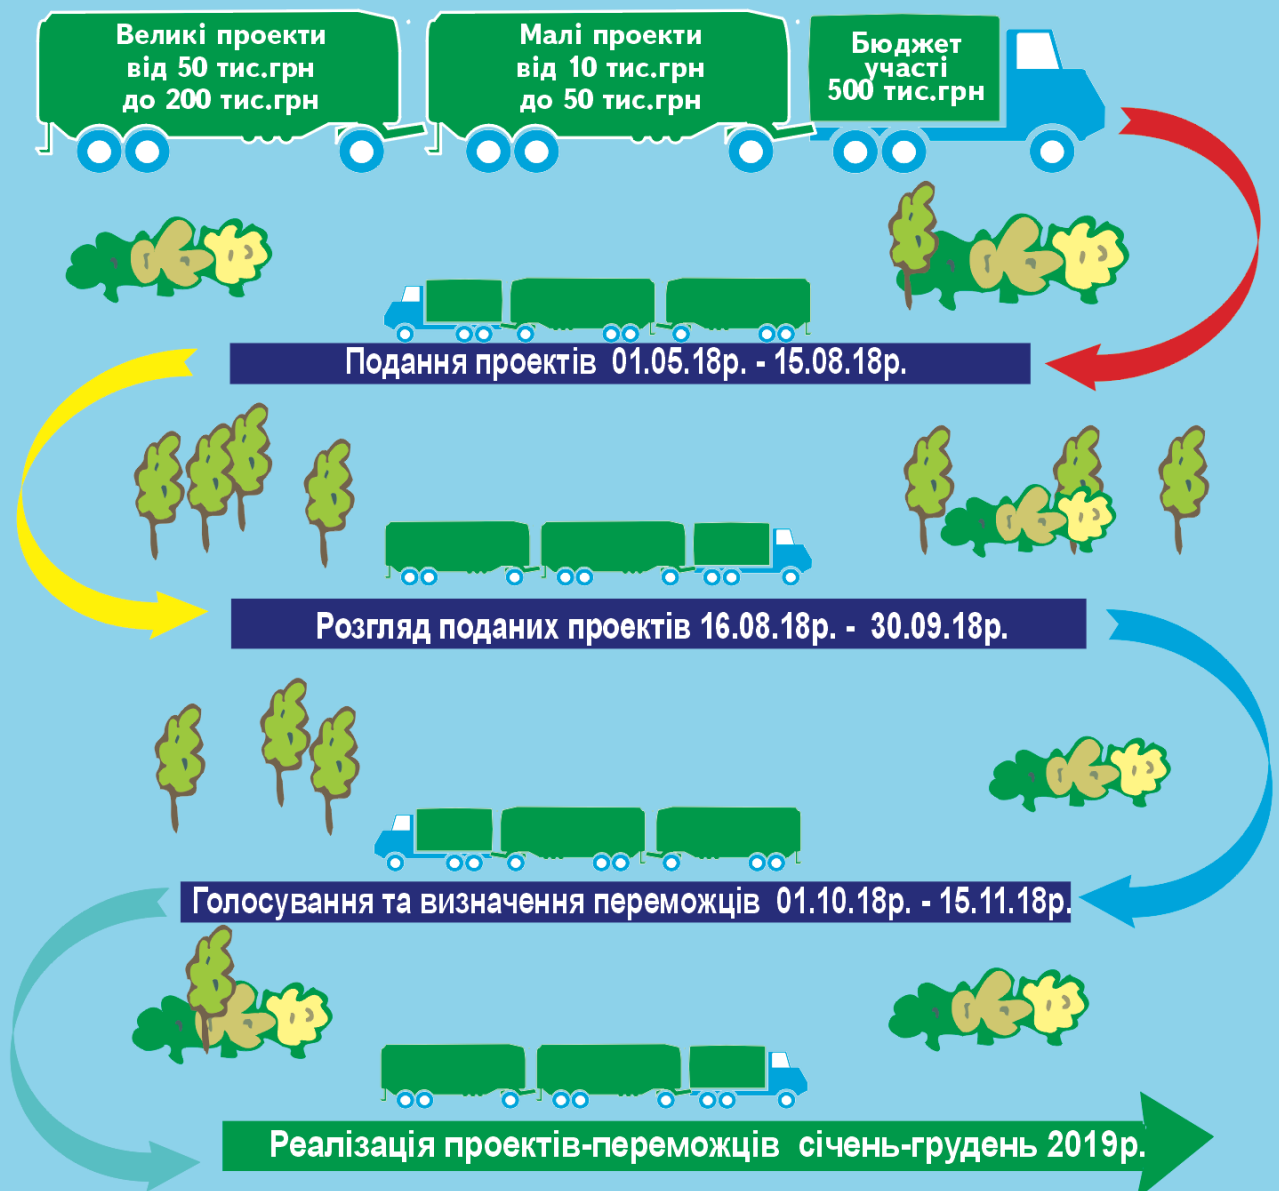 Великі проекти
від 50 тис.грн
до 200 тис.грн
Малі проекти
від 10 тис.грн
до 50 тис.грн
Бюджет
участі
500 тис.грн
Подання проектів 01.05.18р. - 15.08.18р.
Розгляд поданих проектів 16.08.18р. - 30.09.18р.
Голосування та визначення переможців 01.10.18р. - 15.11.18р.
Реалізація проектів-переможців січень-грудень 2019р.